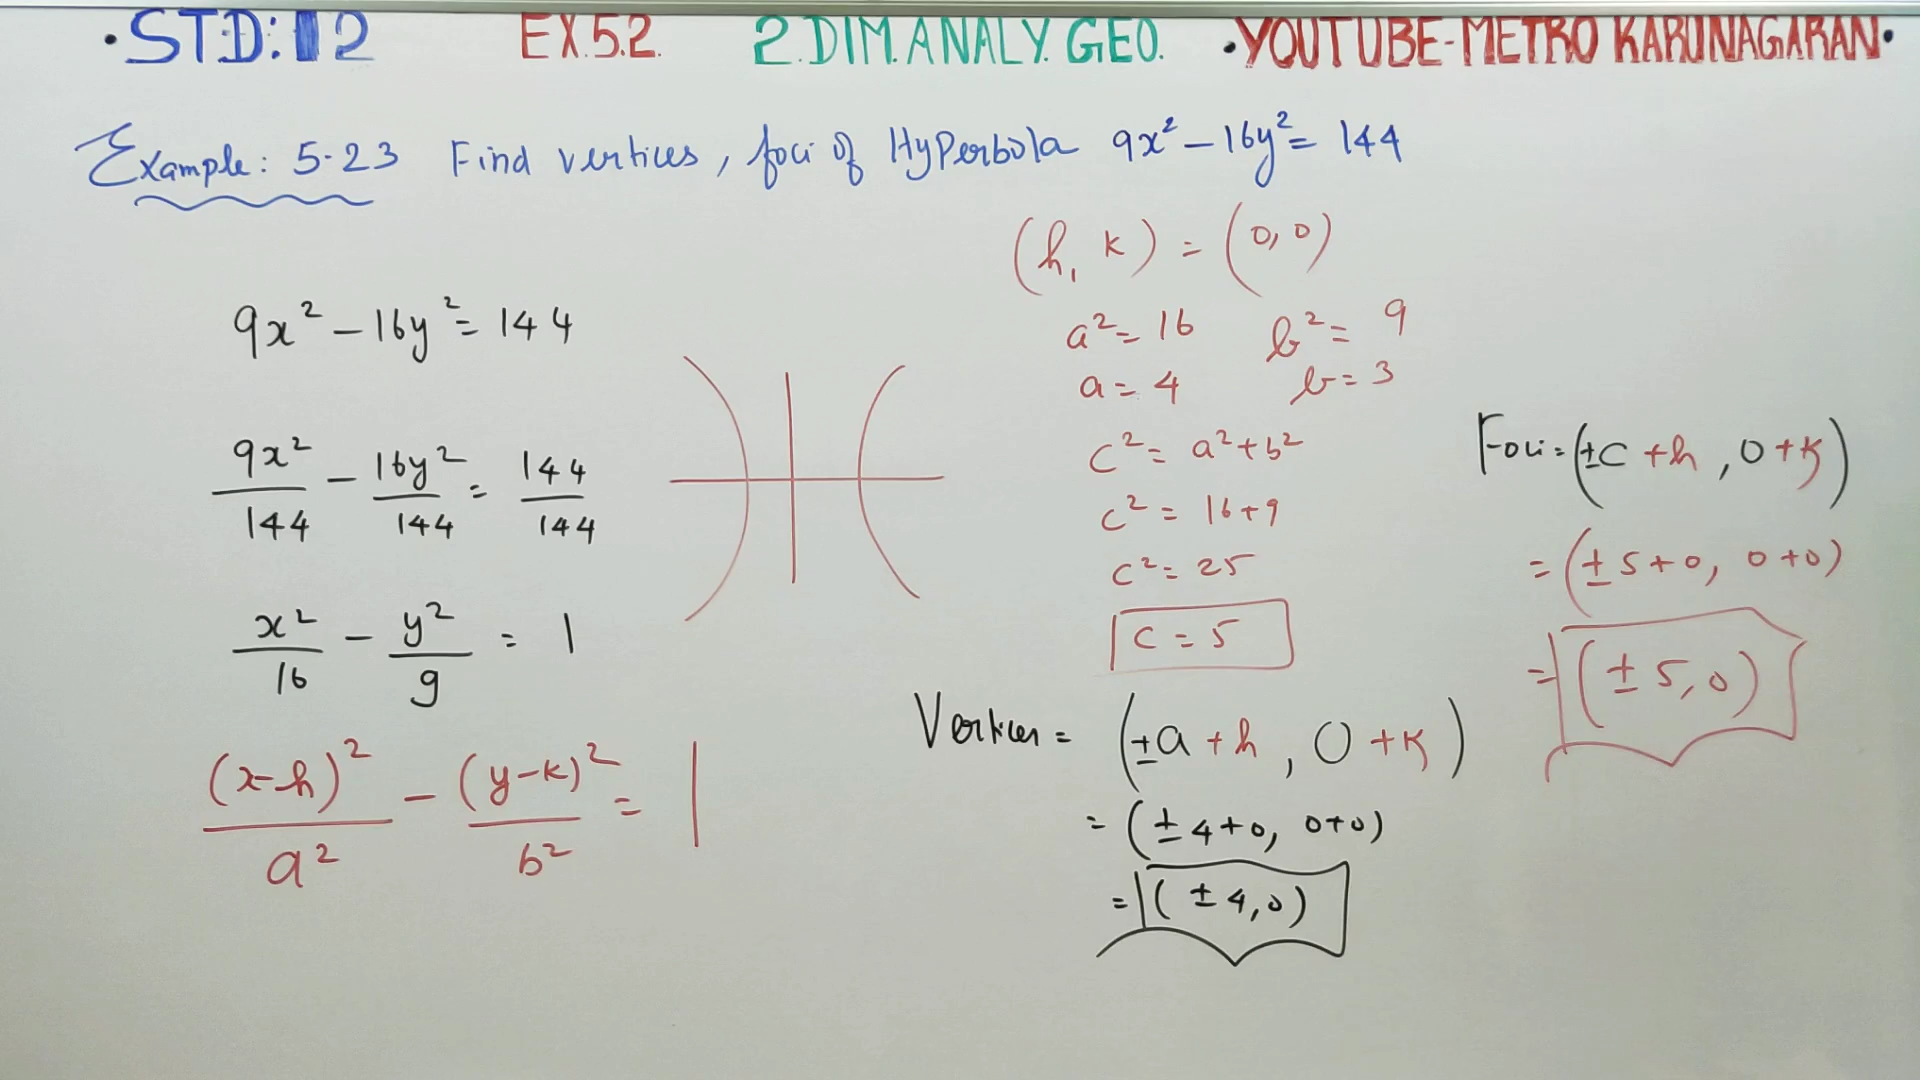 •STD: 12 EX.5.2. 2.DIM.ANALY.GEO. •YOUTUBE-METRO KARUNAGARAN•
Example: 5-23 Find vertices, foci of HyPerbola 9x² - 16y² = 144
9x² - 16y² = 144
9x²/144 - 16y²/144 = 144/144
x²/16 - y²/9 = 1
(x-h)²/a² - (y-k)²/b² = 1
(h, k) = (0, 0)
a² = 16 b² = 9
a = 4 b = 3
c² = a² + b²
c² = 16 + 9
c² = 25
c = 5
Vertices = (±a + h, 0 + k)
= (±4+0, 0+0)
= (±4, 0)
Foci = (±c + h, 0 + k)
= (±5+0, 0+0)
= (±5, 0)